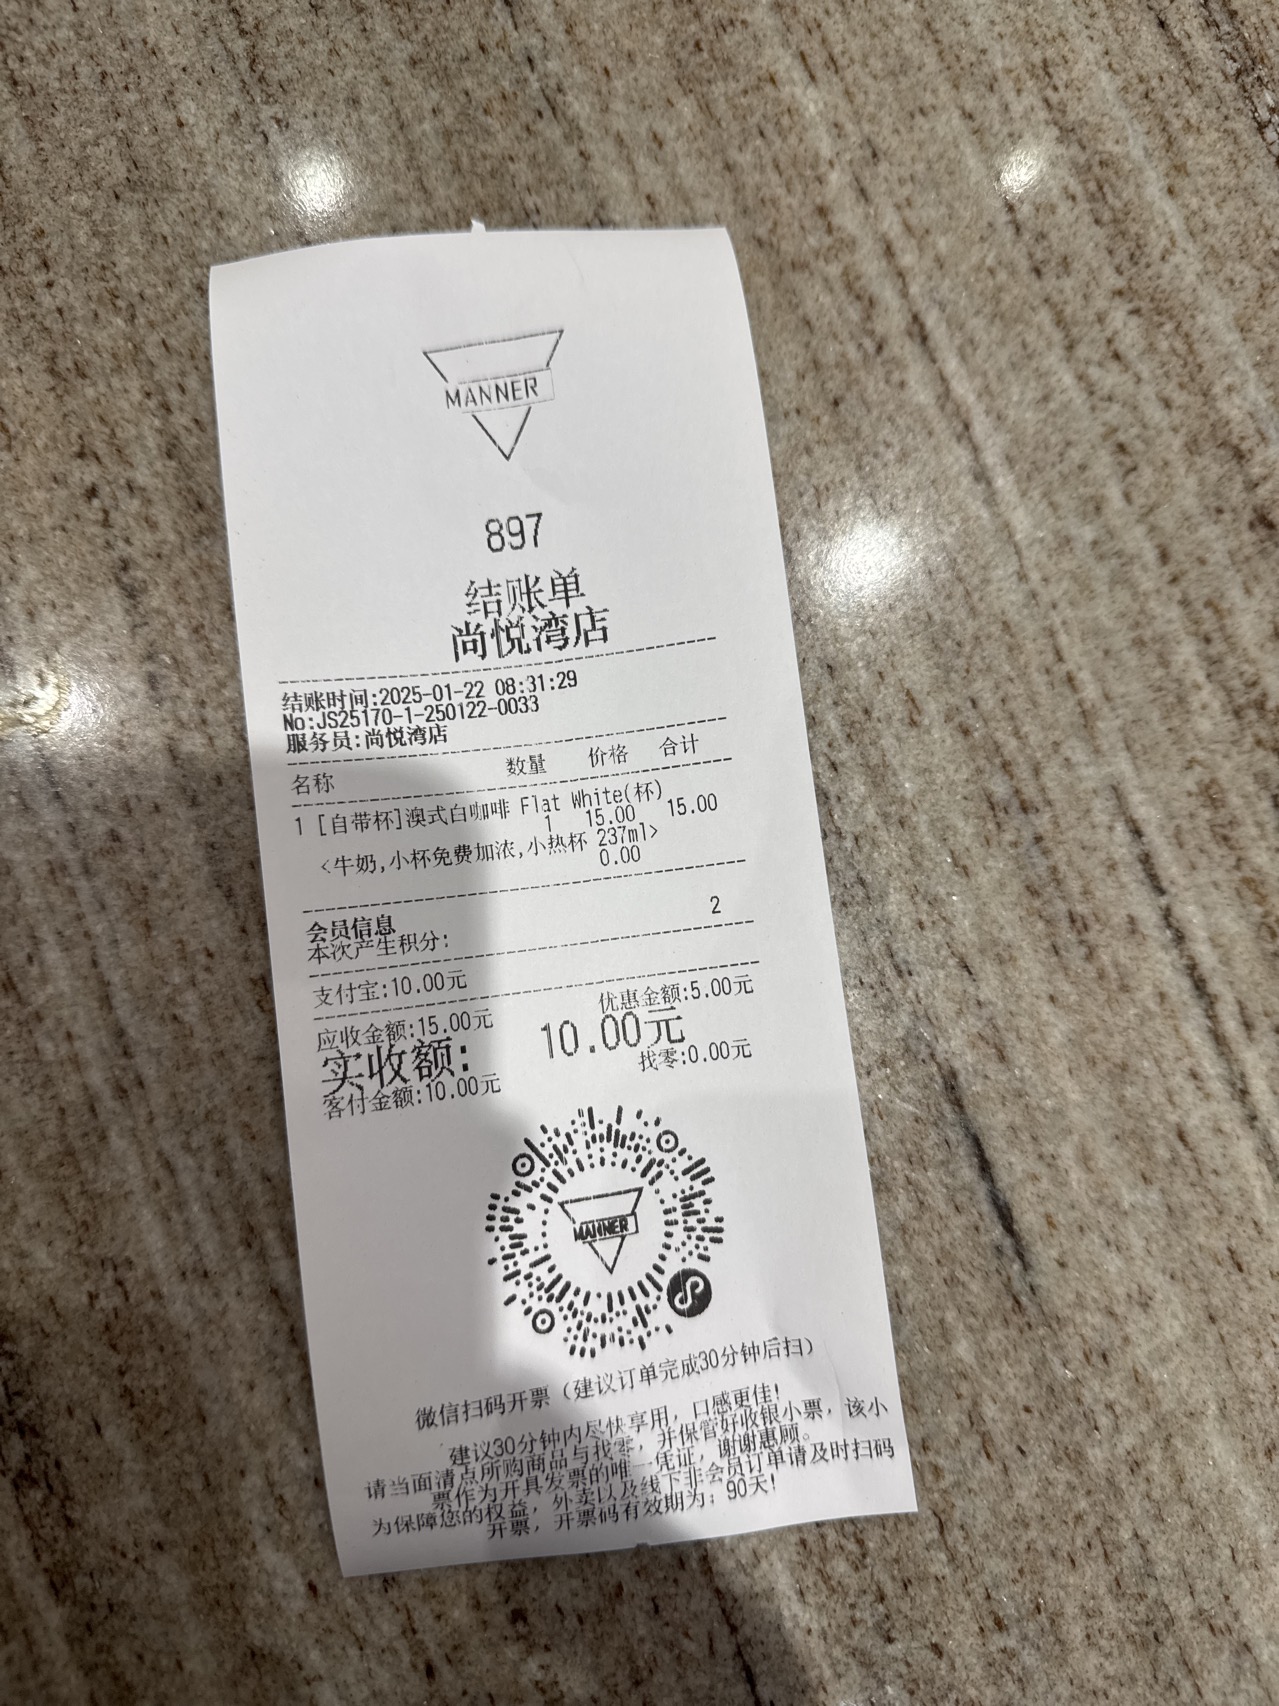 MANNER
897
结账单
尚悦湾店
结账时间:2025-01-22 08:31:29
No:JS25170-1-250122-0033
服务员:尚悦湾店
名称 数量 价格 合计
1 [自带杯]澳式白咖啡 Flat White(杯)
1 15.00 15.00
<牛奶,小杯免费加浓,小热杯 237ml>
0.00
会员信息
本次产生积分: 2
支付宝:10.00元
应收金额:15.00元 优惠金额:5.00元
实收额: 10.00元
客付金额:10.00元 找零:0.00元
MANNER
微信扫码开票（建议订单完成30分钟后扫）
建议30分钟内尽快享用，口感更佳!
请当面清点所购商品与找零，并保管好收银小票，该小
票作为开具发票的唯一凭证，谢谢惠顾。
为保障您的权益，外卖以及线下非会员订单请及时扫码
开票，开票码有效期为：90天!